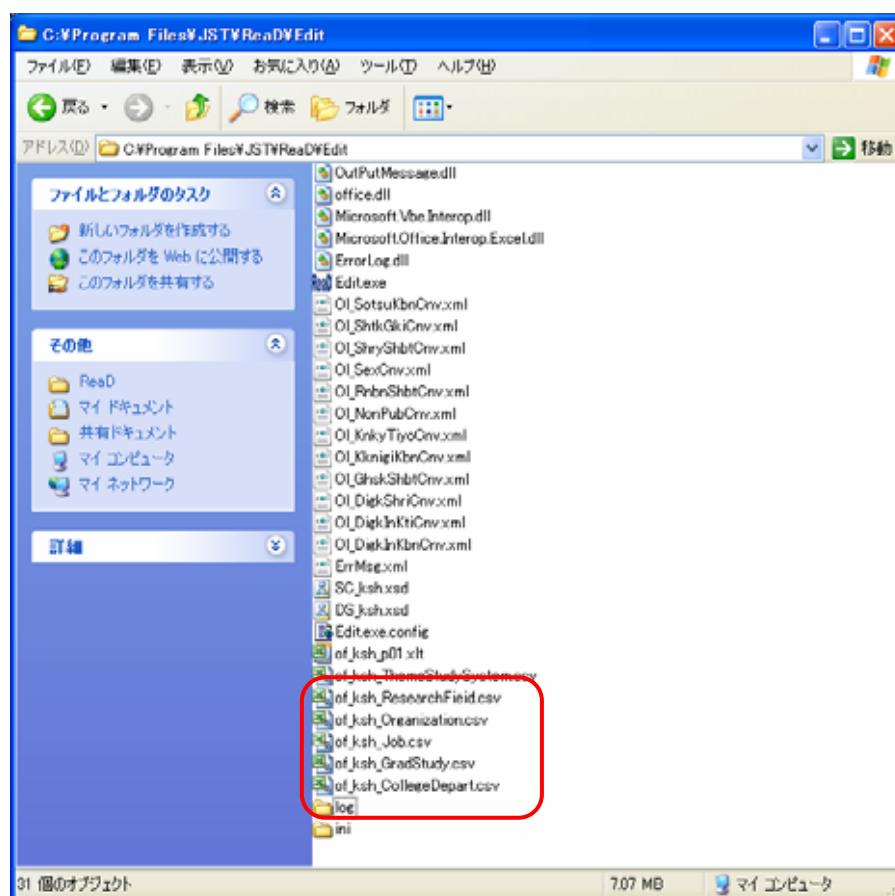 C:¥Program Files¥JST¥ReaD¥Edit
ファイル(F) 編集(E) 表示(V) お気に入り(A) ツール(T) ヘルプ(H)
戻る 検索 フォルダ
アドレス(D) C:¥Program Files¥JST¥ReaD¥Edit 移動
ファイルとフォルダのタスク
新しいフォルダを作成する
このフォルダを Web に公開する
このフォルダを共有する
その他
ReaD
マイ ドキュメント
共有ドキュメント
マイ コンピュータ
マイ ネットワーク
詳細
OutPutMessage.dll
office.dll
Microsoft.Vbe.Interop.dll
Microsoft.Office.Interop.Excel.dll
ErrorLog.dll
Edit.exe
OI_SotsuKbnCnv.xml
OI_ShtkGkiCnv.xml
OI_ShryShbtCnv.xml
OI_SexCnv.xml
OI_RnbnShbtCnv.xml
OI_NonPubCnv.xml
OI_KnkyTiyoCnv.xml
OI_KknigiKbnCnv.xml
OI_GhskShbtCnv.xml
OI_DigkShriCnv.xml
OI_DigkInKtiCnv.xml
OI_DigkInKbnCnv.xml
ErrMsg.xml
SC_ksh.xsd
DS_ksh.xsd
Edit.exe.config
of_ksh_p01.xlt
of_ksh_ThemeStudySystem.csv
of_ksh_ResearchFieid.csv
of_ksh_Organization.csv
of_ksh_Job.csv
of_ksh_GradStudy.csv
of_ksh_CollegeDepart.csv
log
ini
31 個のオブジェクト 7.07 MB マイ コンピュータ